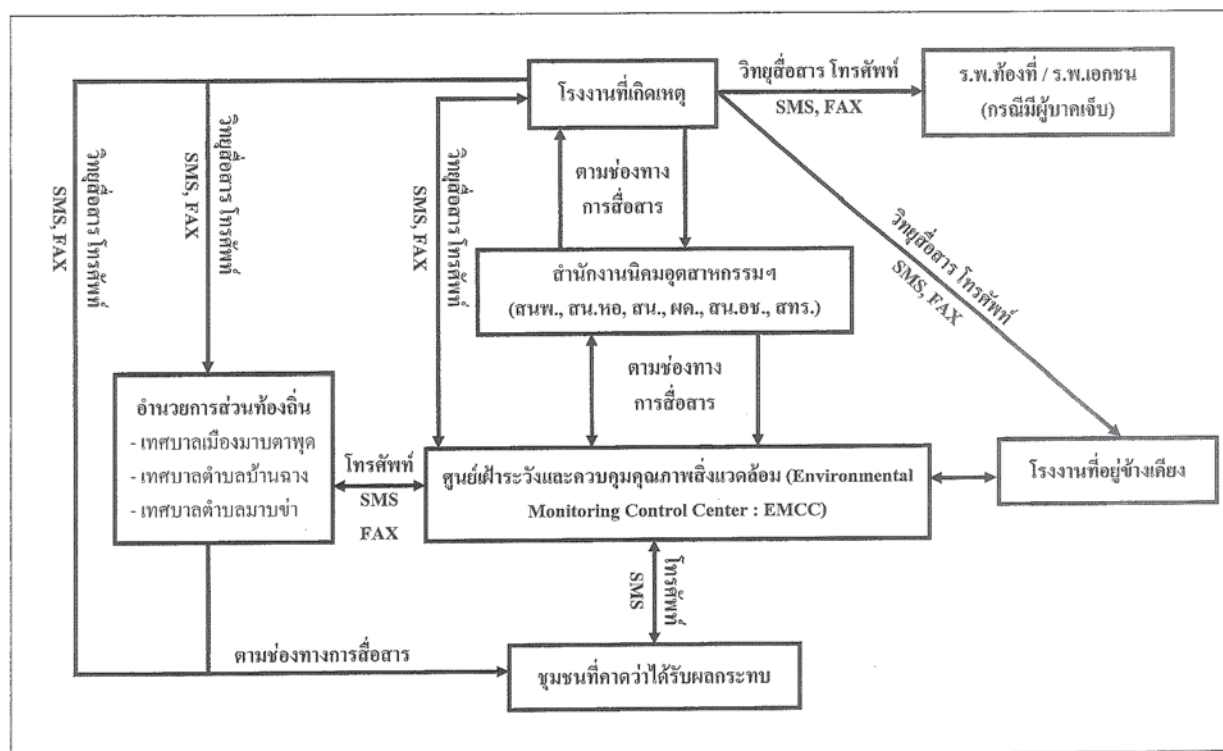 โรงงานที่เกิดเหตุ
วิทยุสื่อสาร โทรศัพท์
SMS, FAX
ร.พ.ท้องที่ / ร.พ.เอกชน
(กรณีมีผู้บาดเจ็บ)
วิทยุสื่อสาร โทรศัพท์
SMS, FAX
วิทยุสื่อสาร โทรศัพท์
SMS, FAX
วิทยุสื่อสาร โทรศัพท์
SMS, FAX
ตามช่องทาง
การสื่อสาร
วิทยุสื่อสาร โทรศัพท์
SMS, FAX
สำนักงานนิคมอุตสาหกรรมฯ
(สนพ., สน.หอ, สน., ผด., สน.อช., สทร.)
ตามช่องทาง
การสื่อสาร
อำนวยการส่วนท้องถิ่น
- เทศบาลเมืองมาบตาพุด
- เทศบาลตำบลบ้านฉาง
- เทศบาลตำบลมาบข่า
โทรศัพท์
SMS
FAX
ศูนย์เฝ้าระวังและควบคุมคุณภาพสิ่งแวดล้อม (Environmental
Monitoring Control Center : EMCC)
โรงงานที่อยู่ข้างเคียง
โทรศัพท์
SMS
ตามช่องทางการสื่อสาร
ชุมชนที่คาดว่าได้รับผลกระทบ